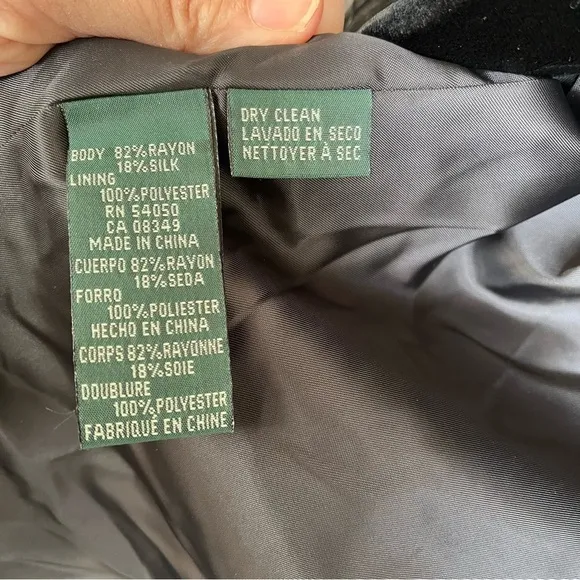 BODY 82%RAYON
18%SILK
LINING
100%POLYESTER
RN 54050
CA 08349
MADE IN CHINA
CUERPO 82%RAYON
18%SEDA
FORRO
100%POLIESTER
HECHO EN CHINA
CORPS 82%RAYONNE
18%SOIE
DOUBLURE
100%POLYESTER
FABRIQUÉ EN CHINE
DRY CLEAN
LAVADO EN SECO
NETTOYER À SEC